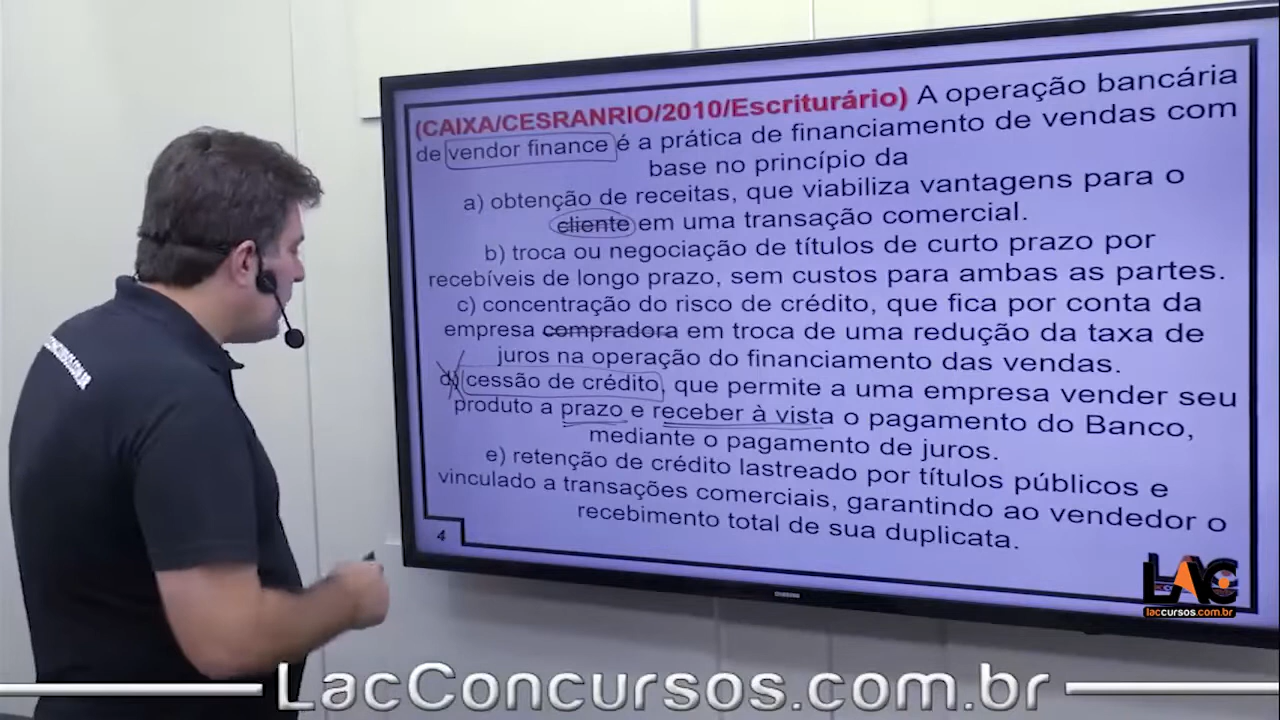 (CAIXA/CESRANRIO/2010/Escriturário) A operação bancária
de vendor finance é a prática de financiamento de vendas com
base no princípio da
a) obtenção de receitas, que viabiliza vantagens para o
cliente em uma transação comercial.
b) troca ou negociação de títulos de curto prazo por
recebíveis de longo prazo, sem custos para ambas as partes.
c) concentração do risco de crédito, que fica por conta da
empresa compradora em troca de uma redução da taxa de
juros na operação do financiamento das vendas.
d) cessão de crédito, que permite a uma empresa vender seu
produto a prazo e receber à vista o pagamento do Banco,
mediante o pagamento de juros.
e) retenção de crédito lastreado por títulos públicos e
vinculado a transações comerciais, garantindo ao vendedor o
recebimento total de sua duplicata.
4
LAC
laccursos.com.br
SAMSUNG
LacConcursos.com.br